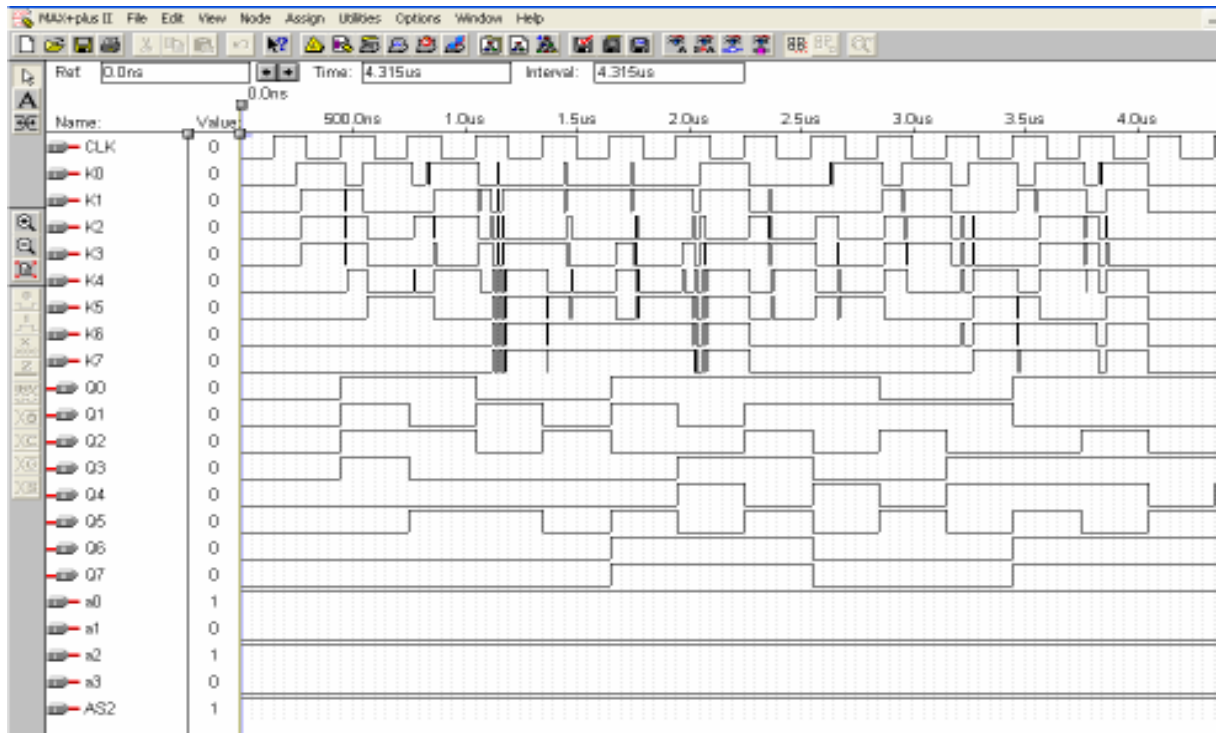 MAX+plus II File Edit View Node Assign Utilities Options Window Help
Ref: 0.0ns Time: 4.315us Interval: 4.315us
0.0ns
Name: Value: 500.0ns 1.0us 1.5us 2.0us 2.5us 3.0us 3.5us 4.0us
CLK 0
K0 0
K1 0
K2 0
K3 0
K4 0
K5 0
K6 0
K7 0
Q0 0
Q1 0
Q2 0
Q3 0
Q4 0
Q5 0
Q6 0
Q7 0
a0 1
a1 0
a2 1
a3 0
AS2 1